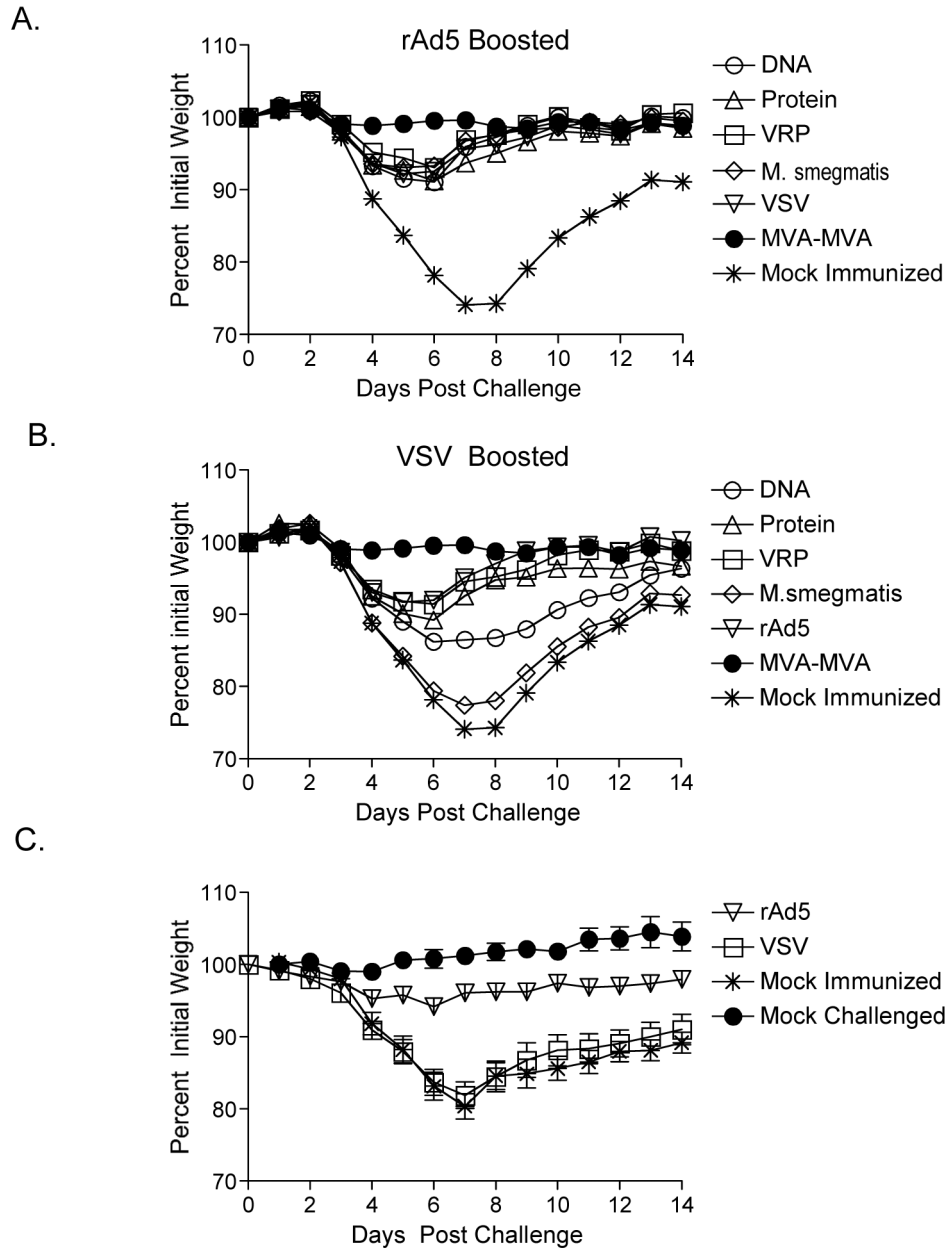 A.
rAd5 Boosted
110
100
90
80
70
Percent Initial Weight
0 2 4 6 8 10 12 14
Days Post Challenge
DNA
Protein
VRP
M. smegmatis
VSV
MVA-MVA
Mock Immunized
B.
VSV Boosted
110
100
90
80
70
Percent initial Weight
0 2 4 6 8 10 12 14
Days Post Challenge
DNA
Protein
VRP
M.smegmatis
rAd5
MVA-MVA
Mock Immunized
C.
110
100
90
80
70
Percent Initial Weight
0 2 4 6 8 10 12 14
Days Post Challenge
rAd5
VSV
Mock Immunized
Mock Challenged